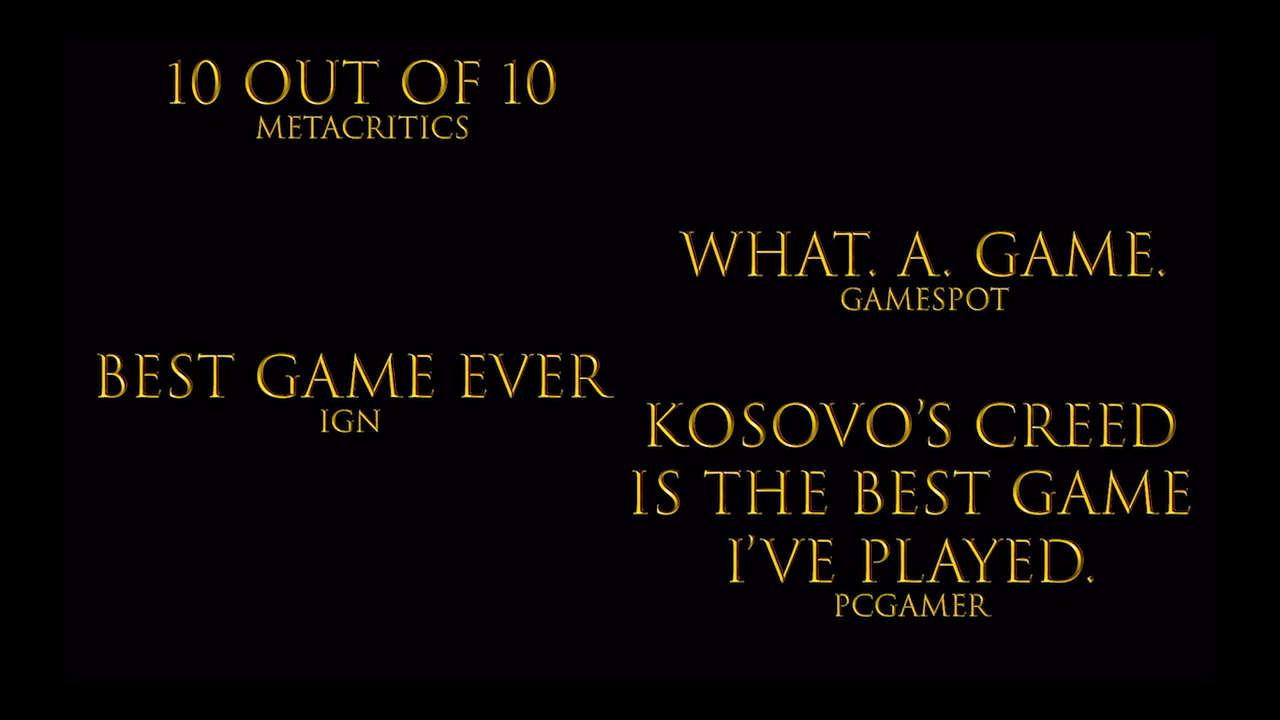 10 OUT OF 10
METACRITICS
WHAT. A. GAME.
GAMESPOT
BEST GAME EVER
IGN
KOSOVO'S CREED
IS THE BEST GAME
I'VE PLAYED.
PCGAMER